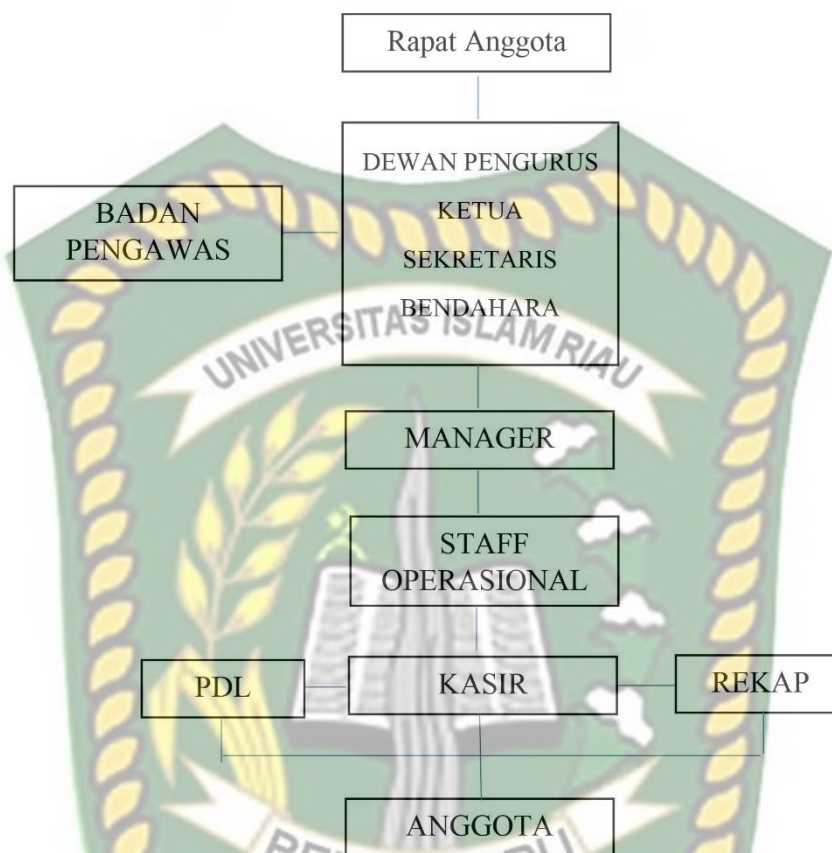 Rapat Anggota
DEWAN PENGURUS
KETUA
SEKRETARIS
BENDAHARA
BADAN
PENGAWAS
UNIVERSITAS ISLAM RIAU
MANAGER
STAFF
OPERASIONAL
PDL
KASIR
REKAP
ANGGOTA